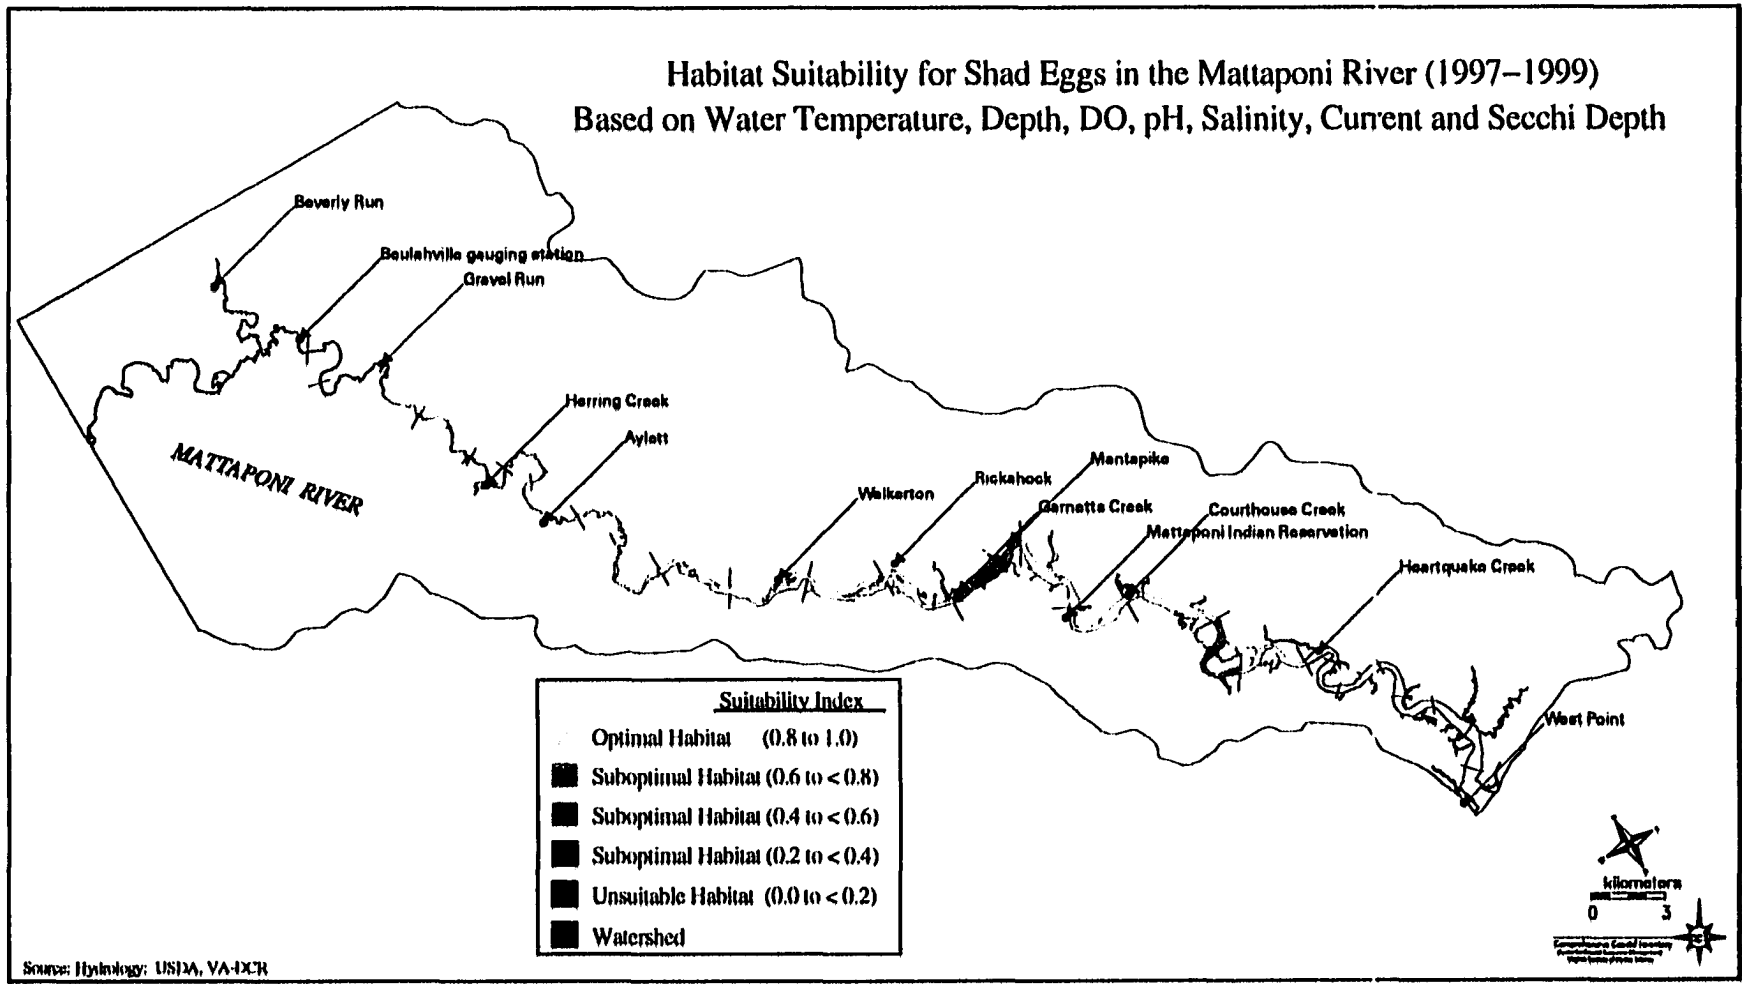 Habitat Suitability for Shad Eggs in the Mattaponi River (1997–1999)
Based on Water Temperature, Depth, DO, pH, Salinity, Current and Secchi Depth
Beverly Run
Beulahville gauging station
Gravel Run
Herring Creek
Aylett
MATTAPONI RIVER
Mantapike
Rickahock
Walkerton
Garnetts Creek
Courthouse Creek
Mattaponi Indian Reservation
Heartquake Creek
West Point
Suitability Index
Optimal Habitat (0.8 to 1.0)
Suboptimal Habitat (0.6 to < 0.8)
Suboptimal Habitat (0.4 to < 0.6)
Suboptimal Habitat (0.2 to < 0.4)
Unsuitable Habitat (0.0 to < 0.2)
Watershed
kilometers
0 3
Source: Hydrology: USDA, VA-DCR